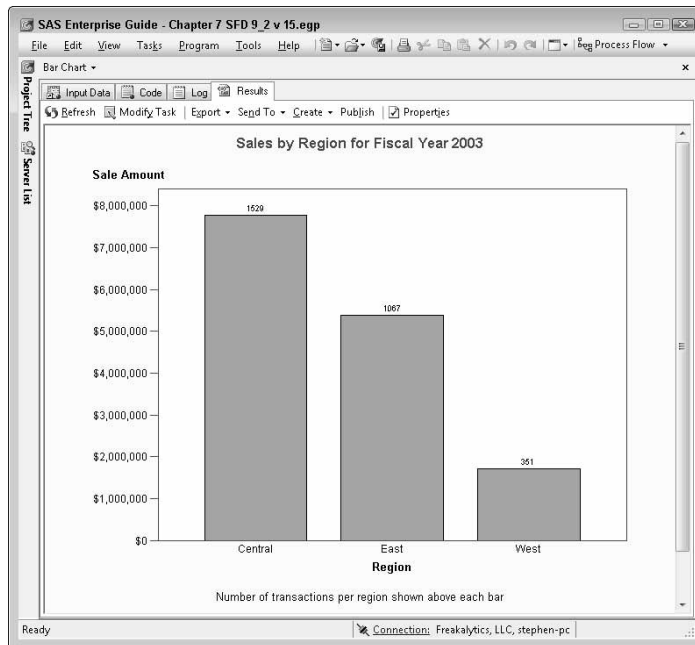 SAS Enterprise Guide - Chapter 7 SFD 9_2 v 15.egp
File Edit View Tasks Program Tools Help Process Flow
Bar Chart
Project Tree
Server List
Input Data Code Log Results
Refresh Modify Task Export Send To Create Publish Properties
Sales by Region for Fiscal Year 2003
Sale Amount
$8,000,000
$7,000,000
$6,000,000
$5,000,000
$4,000,000
$3,000,000
$2,000,000
$1,000,000
$0
1529
1067
351
Central East West
Region
Number of transactions per region shown above each bar
Ready Connection: Freakalytics, LLC, stephen-pc